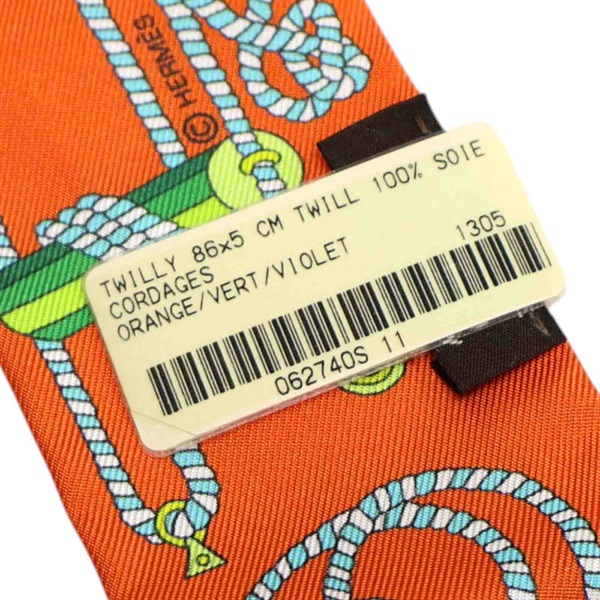 © HERMÈS
TWILLY 86x5 CM TWILL 100% SOIE
CORDAGES 1305
ORANGE/VERT/VIOLET
062740S 11